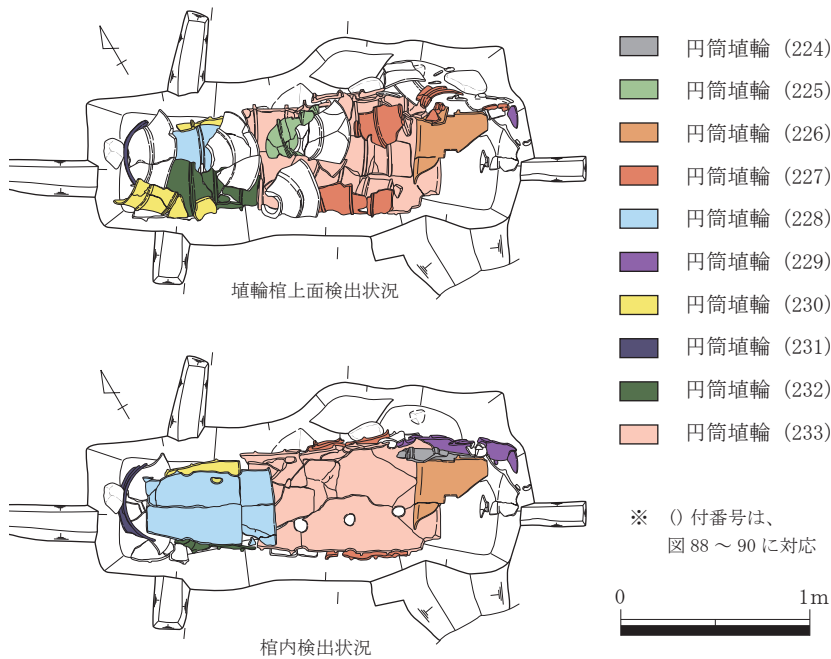 円筒埴輪 (224)
円筒埴輪 (225)
円筒埴輪 (226)
円筒埴輪 (227)
円筒埴輪 (228)
円筒埴輪 (229)
円筒埴輪 (230)
円筒埴輪 (231)
円筒埴輪 (232)
円筒埴輪 (233)
埴輪棺上面検出状況
※ () 付番号は、
図 88 ～ 90 に対応
0 1m
棺内検出状況